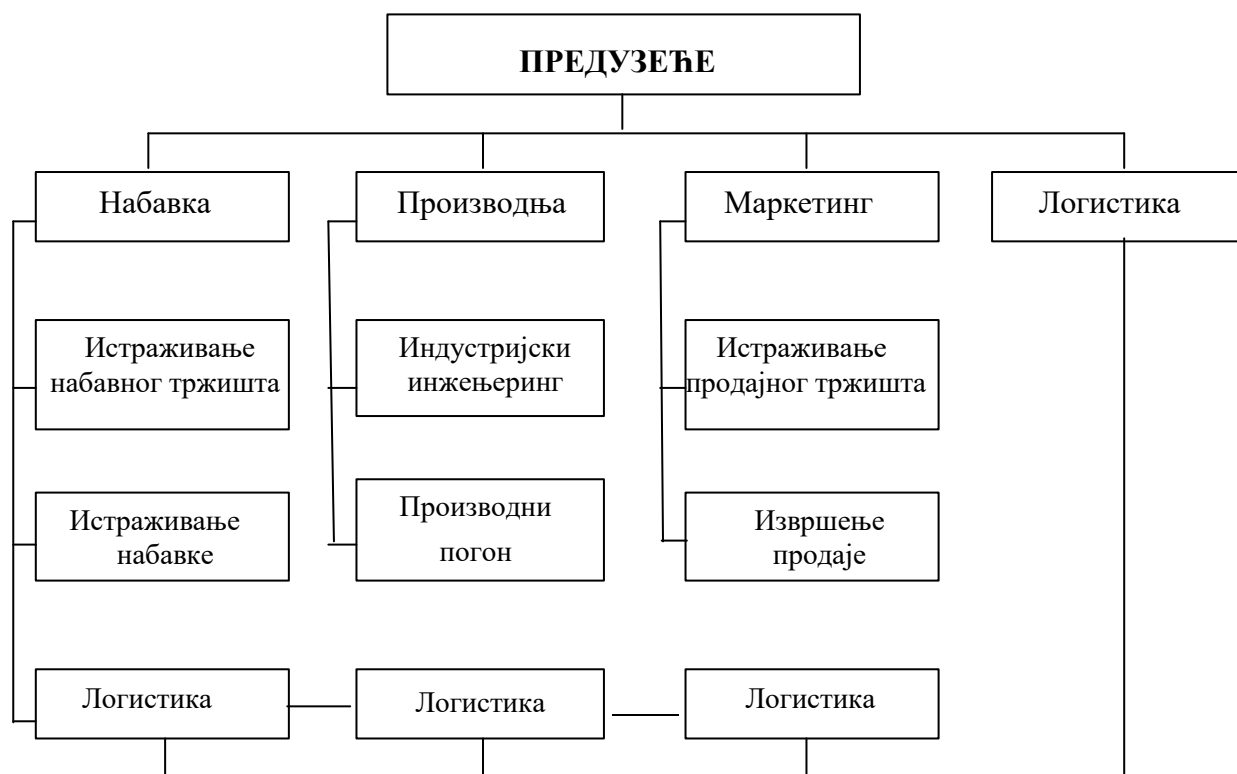 ПРЕДУЗЕЋЕ
Набавка
Производња
Маркетинг
Логистика
Истраживање
набавног тржишта
Индустријски
инжењеринг
Истраживање
продајног тржишта
Истраживање
набавке
Производни
погон
Извршење
продаје
Логистика
Логистика
Логистика